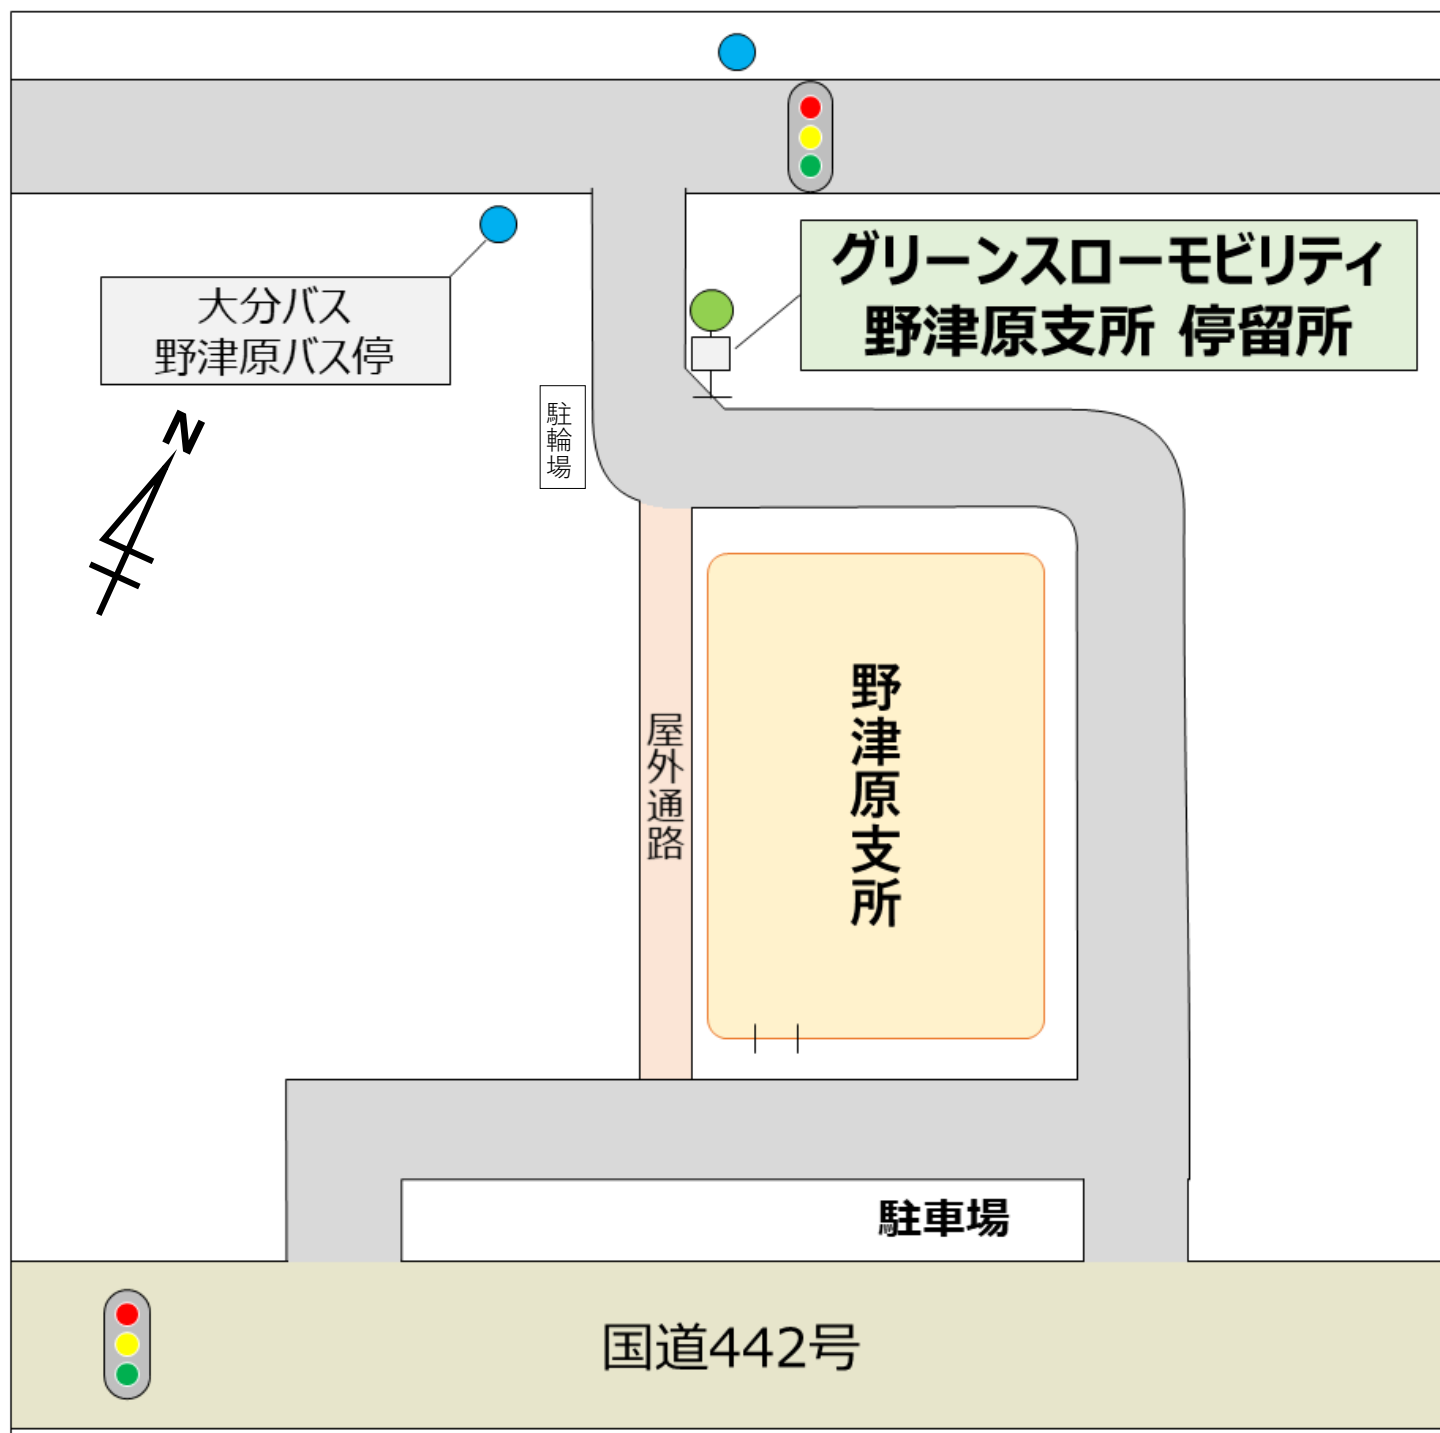 グリーンスローモビリティ
野津原支所 停留所
大分バス
野津原バス停
駐輪場
N
野津原支所
屋外通路
駐車場
国道442号